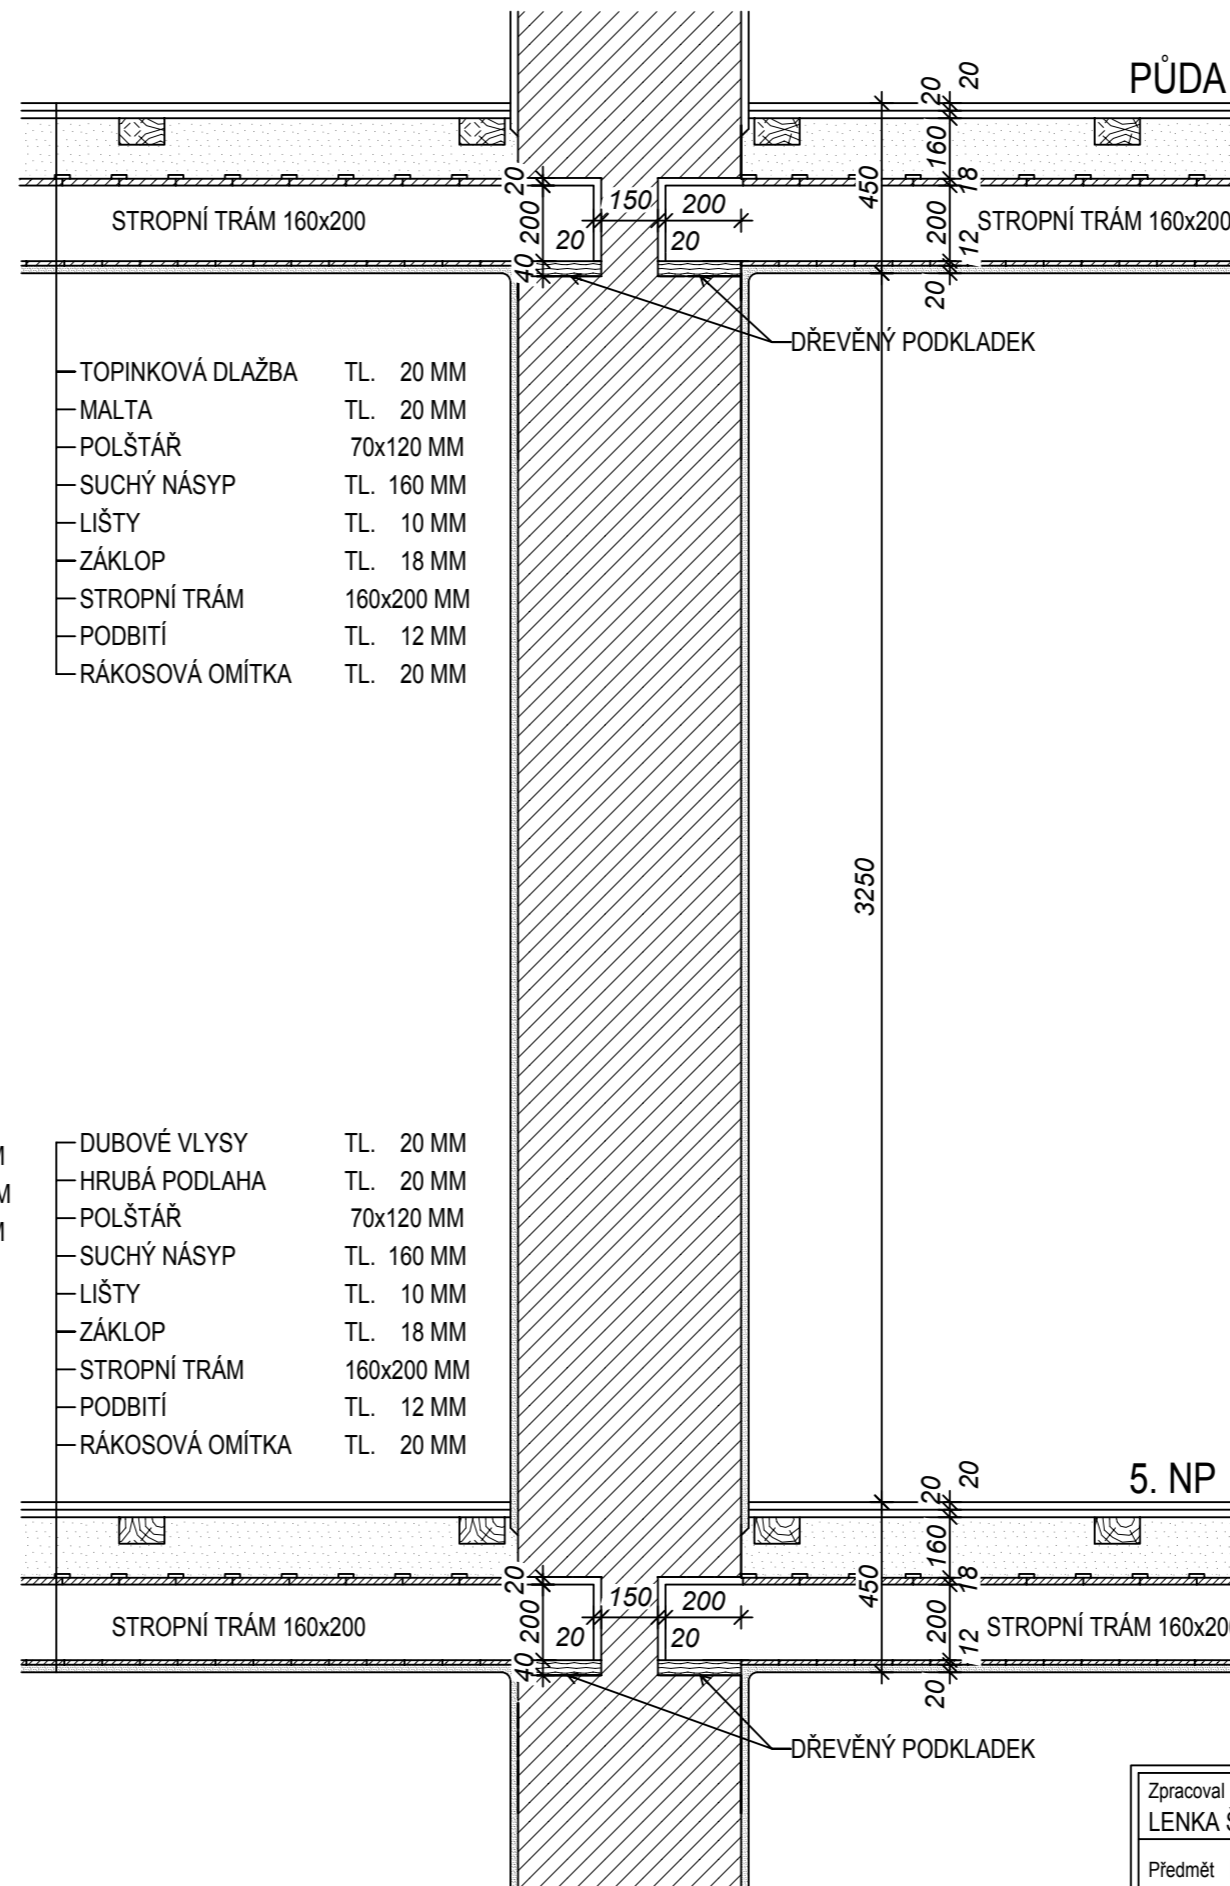 PŮDA
20
20
160
18
450
20
150
200
STROPNÍ TRÁM 160x200
200
20
20
200
12
STROPNÍ TRÁM 160x200
40
20
DŘEVĚNÝ PODKLADEK
TOPINKOVÁ DLAŽBA TL. 20 MM
MALTA TL. 20 MM
POLŠTÁŘ 70x120 MM
SUCHÝ NÁSYP TL. 160 MM
LIŠTY TL. 10 MM
ZÁKLOP TL. 18 MM
STROPNÍ TRÁM 160x200 MM
PODBITÍ TL. 12 MM
RÁKOSOVÁ OMÍTKA TL. 20 MM
3250
M
M
M
DUBOVÉ VLYSY TL. 20 MM
HRUBÁ PODLAHA TL. 20 MM
POLŠTÁŘ 70x120 MM
SUCHÝ NÁSYP TL. 160 MM
LIŠTY TL. 10 MM
ZÁKLOP TL. 18 MM
STROPNÍ TRÁM 160x200 MM
PODBITÍ TL. 12 MM
RÁKOSOVÁ OMÍTKA TL. 20 MM
5. NP
20
20
160
18
450
20
150
200
STROPNÍ TRÁM 160x200
200
20
20
200
12
STROPNÍ TRÁM 160x20
40
20
DŘEVĚNÝ PODKLADEK
Zpracoval
LENKA
Předmět